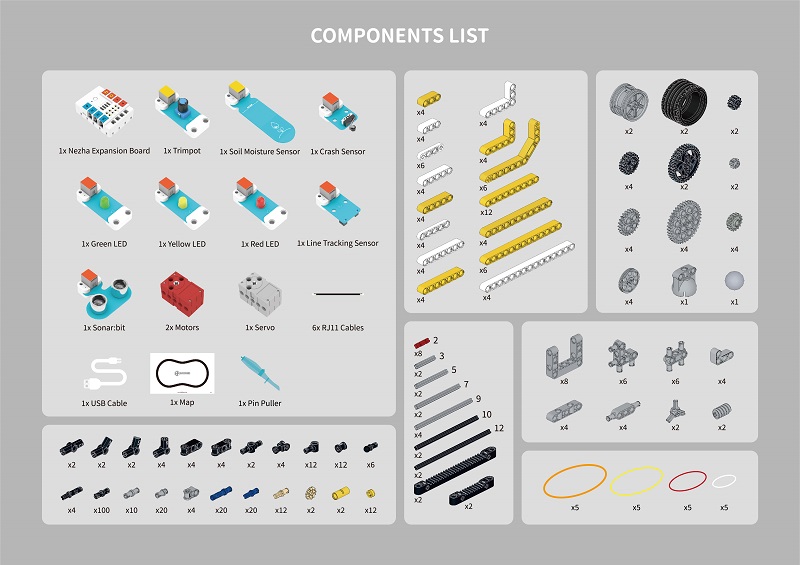 COMPONENTS LIST
1x Nezha Expansion Board
1x Trimpot
1x Soil Moisture Sensor
1x Crash Sensor
1x Green LED
1x Yellow LED
1x Red LED
1x Line Tracking Sensor
1x Sonar:bit
2x Motors
1x Servo
6x RJ11 Cables
1x USB Cable
1x Map
1x Pin Puller
x2 x2 x2 x4 x4 x4 x2 x4 x12 x12 x6
x4 x100 x10 x20 x4 x20 x20 x12 x2 x2 x12
x4
x4
x6
x4
x4
x4
x4
x4
x4
x4
x6
x12
x4
x6
x4
2
x8
3
x2
5
x2
7
x2
9
x4
10
x2
12
x2
x2
x2
x2 x2 x2
x4 x2 x2
x4 x4 x4
x4 x1 x1
x8 x6 x6 x4
x4 x4 x2 x2
x5 x5 x5 x5